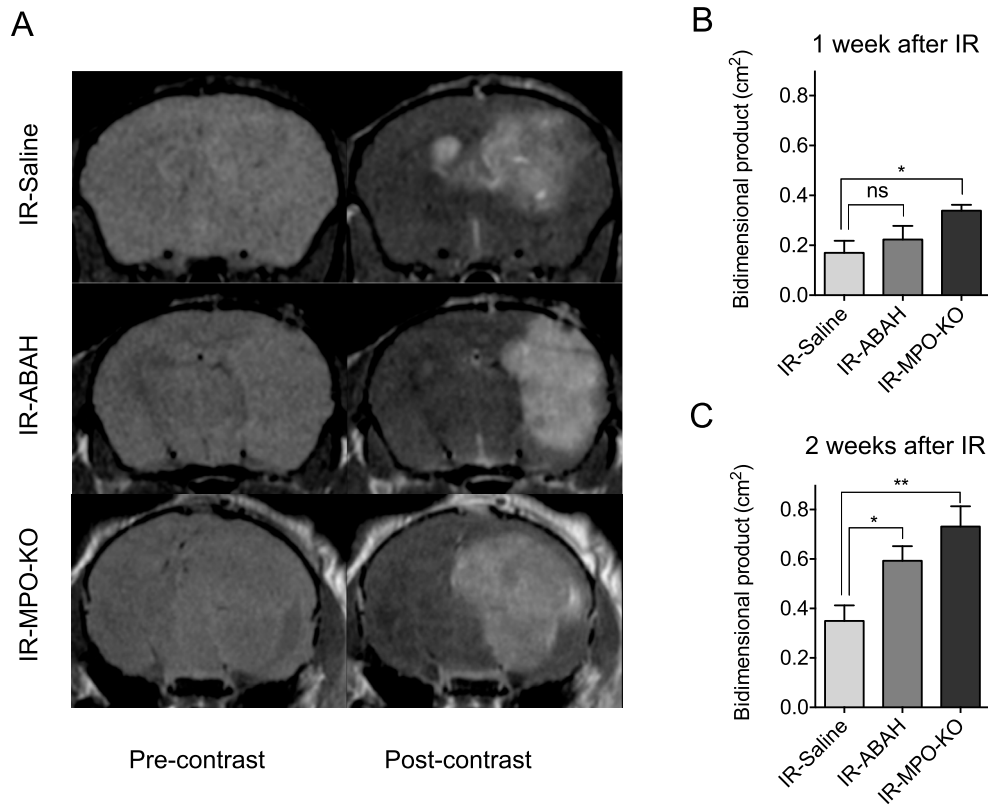 A
IR-Saline
IR-ABAH
IR-MPO-KO
Pre-contrast
Post-contrast
B
1 week after IR
Bidimensional product (cm²)
0.8
0.4
0.2
0.0
*
ns
IR-Saline
IR-ABAH
IR-MPO-KO
C
2 weeks after IR
Bidimensional product (cm²)
0.8
0.6
0.4
0.2
0.0
**
*
IR-Saline
IR-ABAH
IR-MPO-KO